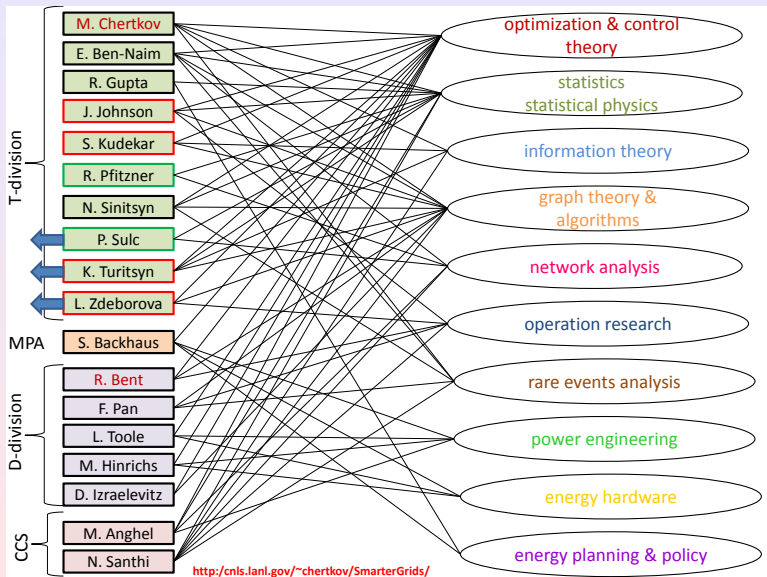 T-division
M. Chertkov
E. Ben-Naim
R. Gupta
J. Johnson
S. Kudekar
R. Pfitzner
N. Sinitsyn
P. Sulc
K. Turitsyn
L. Zdeborova
MPA
S. Backhaus
D-division
R. Bent
F. Pan
L. Toole
M. Hinrichs
D. Izraelevitz
CCS
M. Anghel
N. Santhi
optimization & control
theory
statistics
statistical physics
information theory
graph theory &
algorithms
network analysis
operation research
rare events analysis
power engineering
energy hardware
energy planning & policy
http:/cnls.lanl.gov/~chertkov/SmarterGrids/